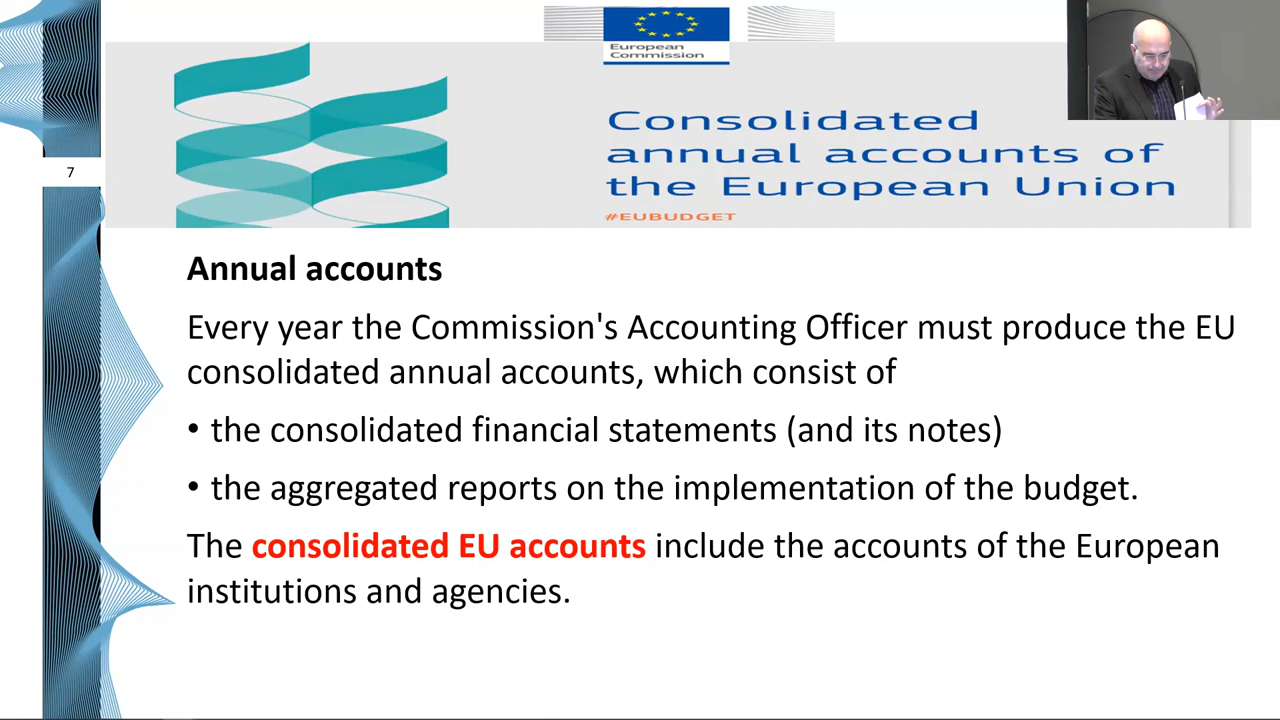 European
Commission
Consolidated
annual accounts of
the European Union
#EUBUDGET
7
Annual accounts
Every year the Commission's Accounting Officer must produce the EU
consolidated annual accounts, which consist of
• the consolidated financial statements (and its notes)
• the aggregated reports on the implementation of the budget.
The consolidated EU accounts include the accounts of the European
institutions and agencies.